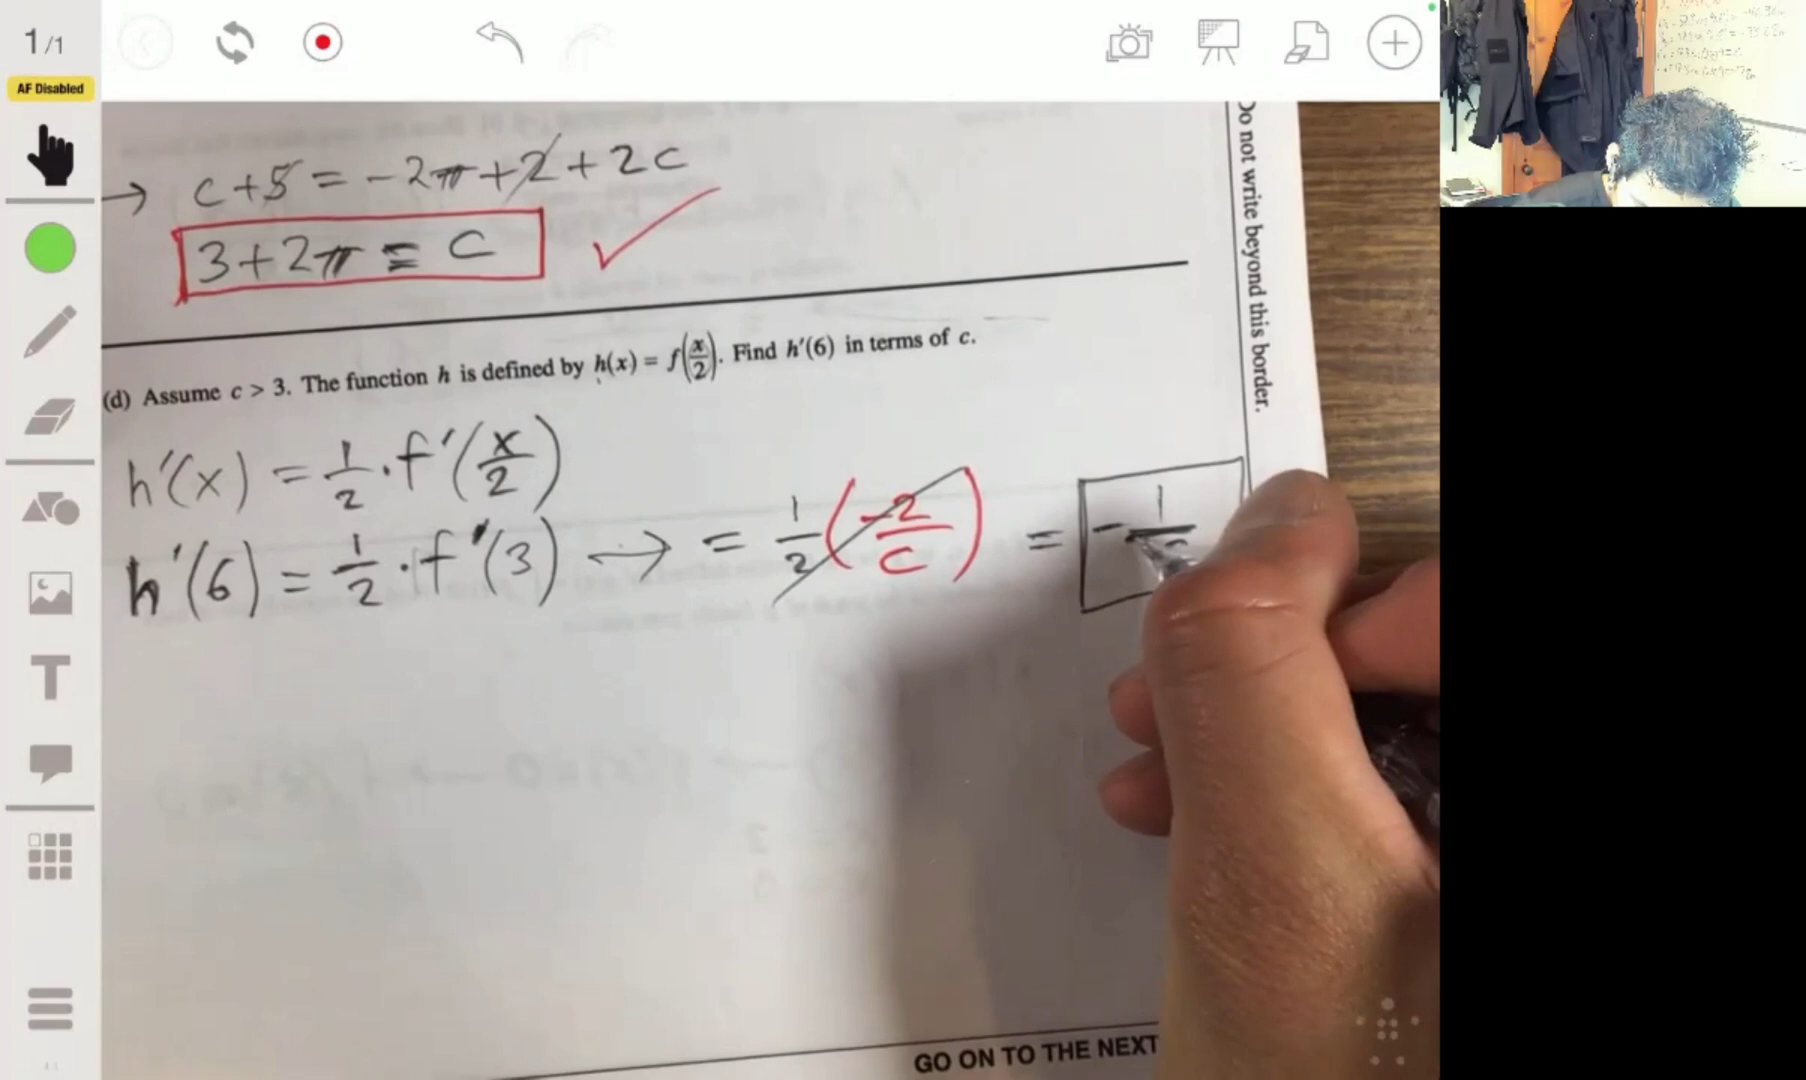 1/1
AF Disabled
→ c+5 = -2π+2+2c
3+2π = c
(d) Assume c > 3. The function h is defined by h(x) = f(x/2). Find h′(6) in terms of c.
h′(x) = 1/2 · f′(x/2)
h′(6) = 1/2 · f′(3) → = 1/2 (-2/c) = - 1
Do not write beyond this border.
T
GO ON TO THE NEXT